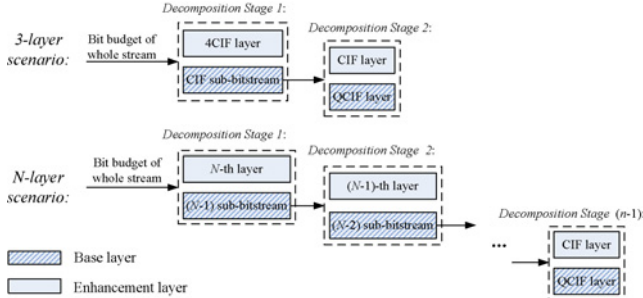 Decomposition Stage 1:
3-layer
scenario:
Bit budget of
whole stream
4CIF layer
CIF sub-bitstream
Decomposition Stage 2:
CIF layer
QCIF layer
Decomposition Stage 1:
N-layer
scenario:
Bit budget of
whole stream
N-th layer
(N-1) sub-bitstream
Decomposition Stage 2:
(N-1)-th layer
(N-2) sub-bitstream
...
Decomposition Stage (n-1):
CIF layer
QCIF layer
Base layer
Enhancement layer